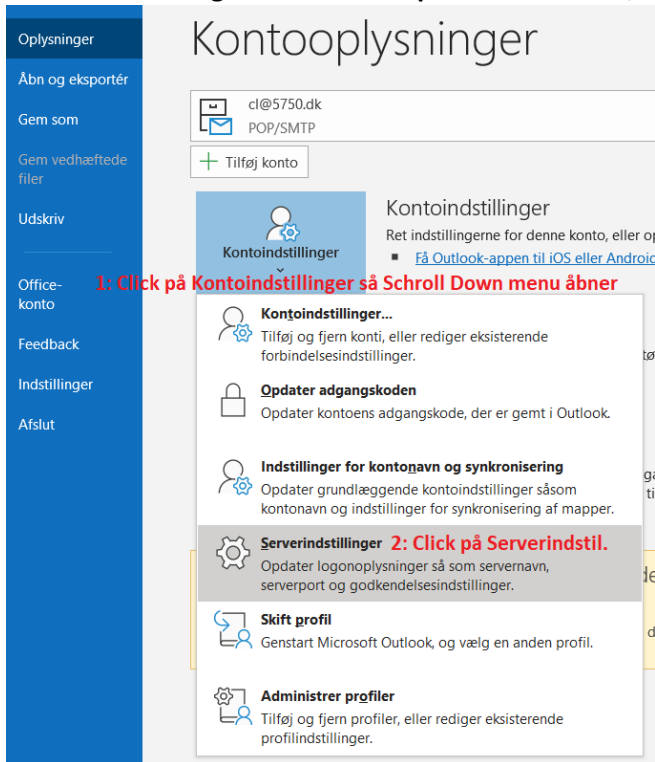 Oplysninger
Åbn og eksportér
Gem som
Gem vedhæftede
filer
Udskriv
Office-
konto
Feedback
Indstillinger
Afslut
Kontooplysninger
cl@5750.dk
POP/SMTP
Tilføj konto
Kontoindstillinger
Kontoindstillinger
Ret indstillingerne for denne konto, eller
Få Outlook-appen til iOS eller Android
1: Click på Kontoindstillinger så Schroll Down menu åbner
Kontoindstillinger...
Tilføj og fjern konti, eller rediger eksisterende
forbindelsesindstillinger.
Opdater adgangskoden
Opdater kontoens adgangskode, der er gemt i Outlook.
Indstillinger for kontonavn og synkronisering
Opdater grundlæggende kontoindstillinger såsom
kontonavn og indstillinger for synkronisering af mapper.
Serverindstillinger 2: Click på Serverindstil.
Opdater logonoplysninger så som servernavn,
serverport og godkendelsesindstillinger.
Skift profil
Genstart Microsoft Outlook, og vælg en anden profil.
Administrer profiler
Tilføj og fjern profiler, eller rediger eksisterende
profilindstillinger.